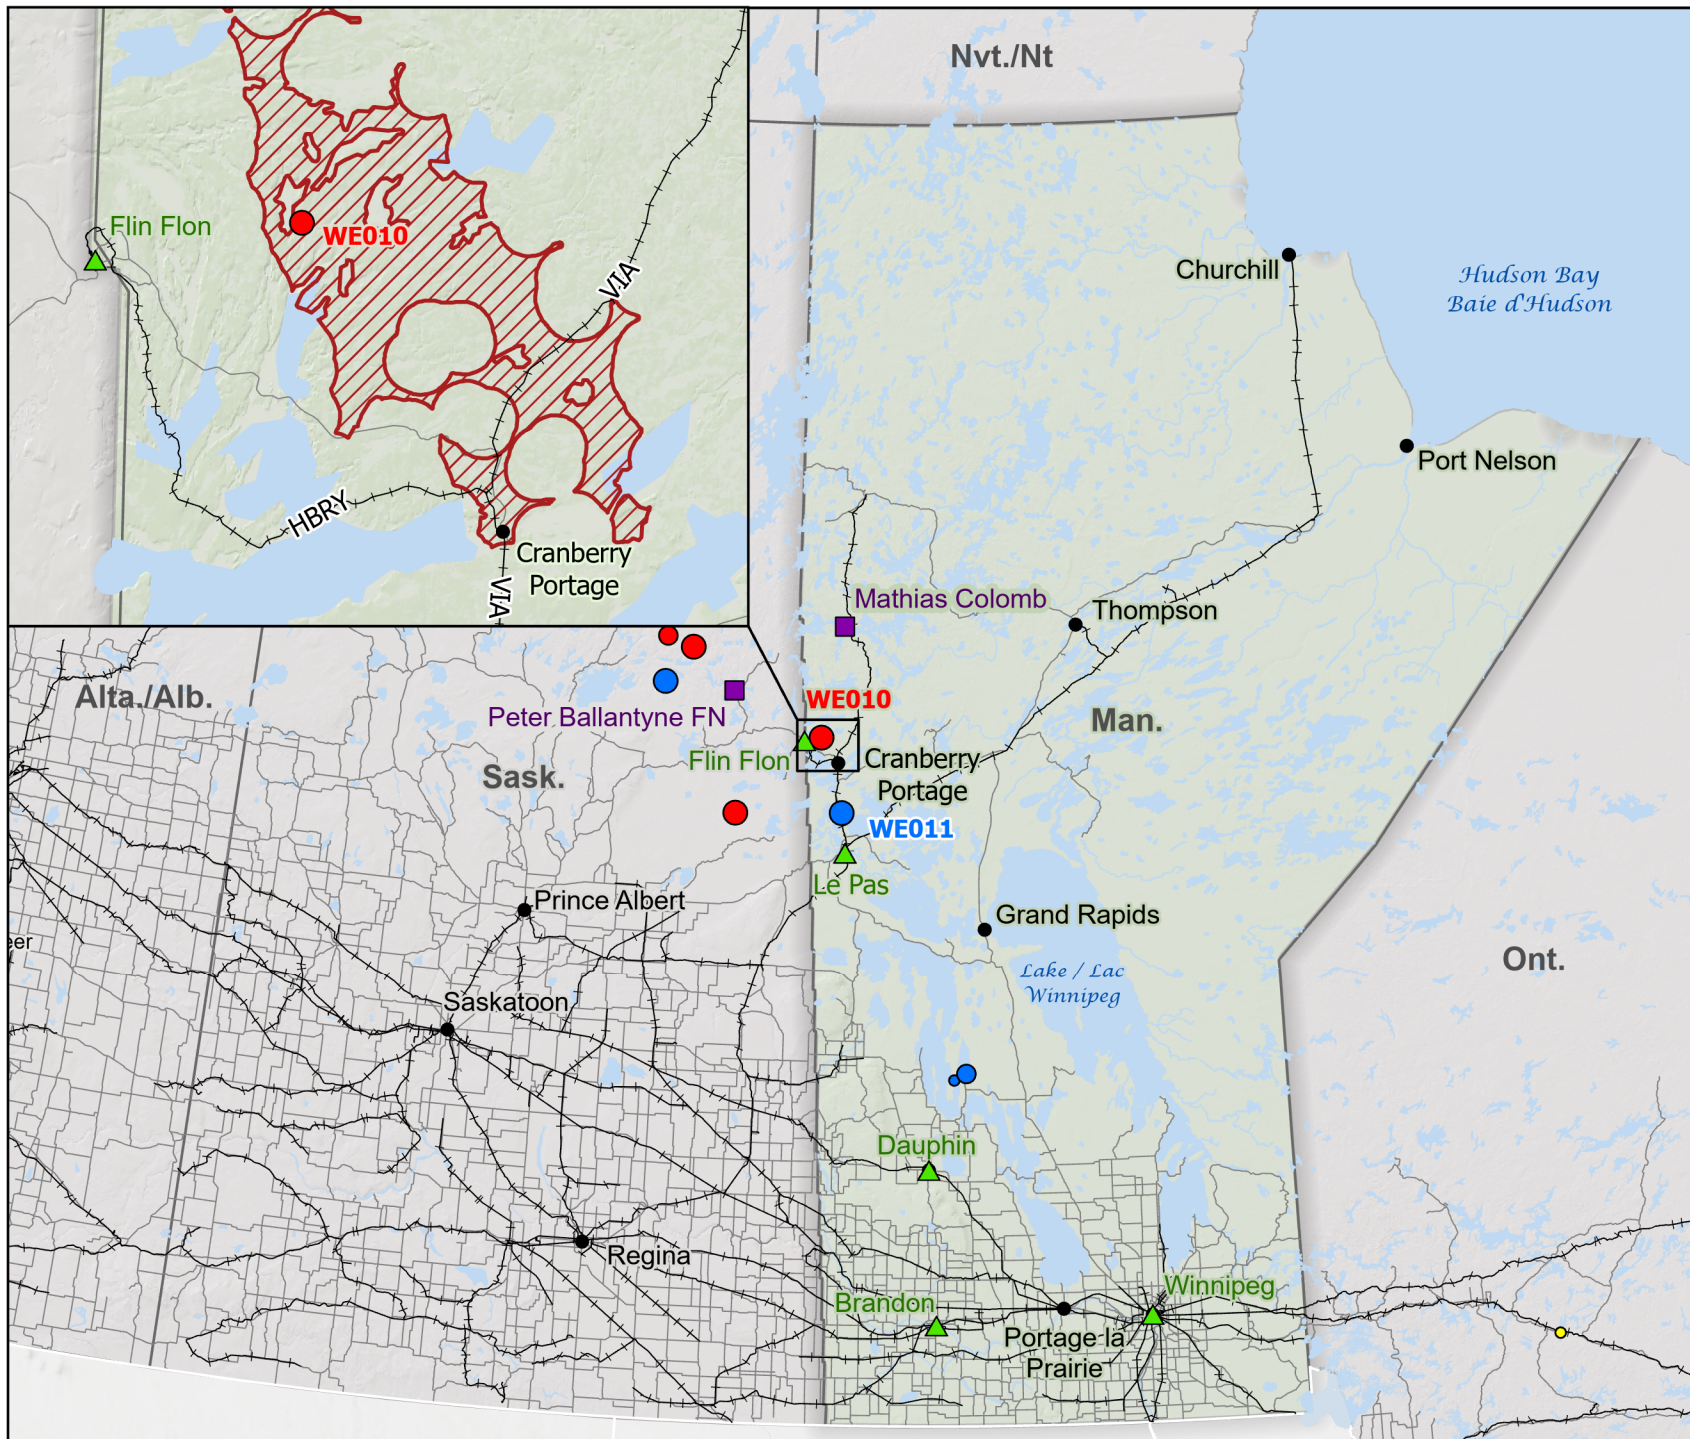 Nvt./Nt
Flin Flon
WE010
VIA
Churchill
Hudson Bay
Baie d'Hudson
Port Nelson
HBRY
Cranberry
Portage
VIA
Mathias Colomb
Thompson
Alta./Alb.
Peter Ballantyne FN
WE010
Man.
Flin Flon
Cranberry
Portage
Sask.
WE011
Le Pas
Prince Albert
Grand Rapids
eer
Ont.
Lake / Lac
Winnipeg
Saskatoon
Dauphin
Regina
Winnipeg
Brandon
Portage la
Prairie